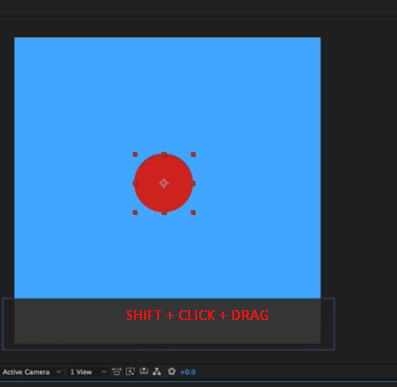 SHIFT + CLICK + DRAG
Active Camera 1 View +0.0